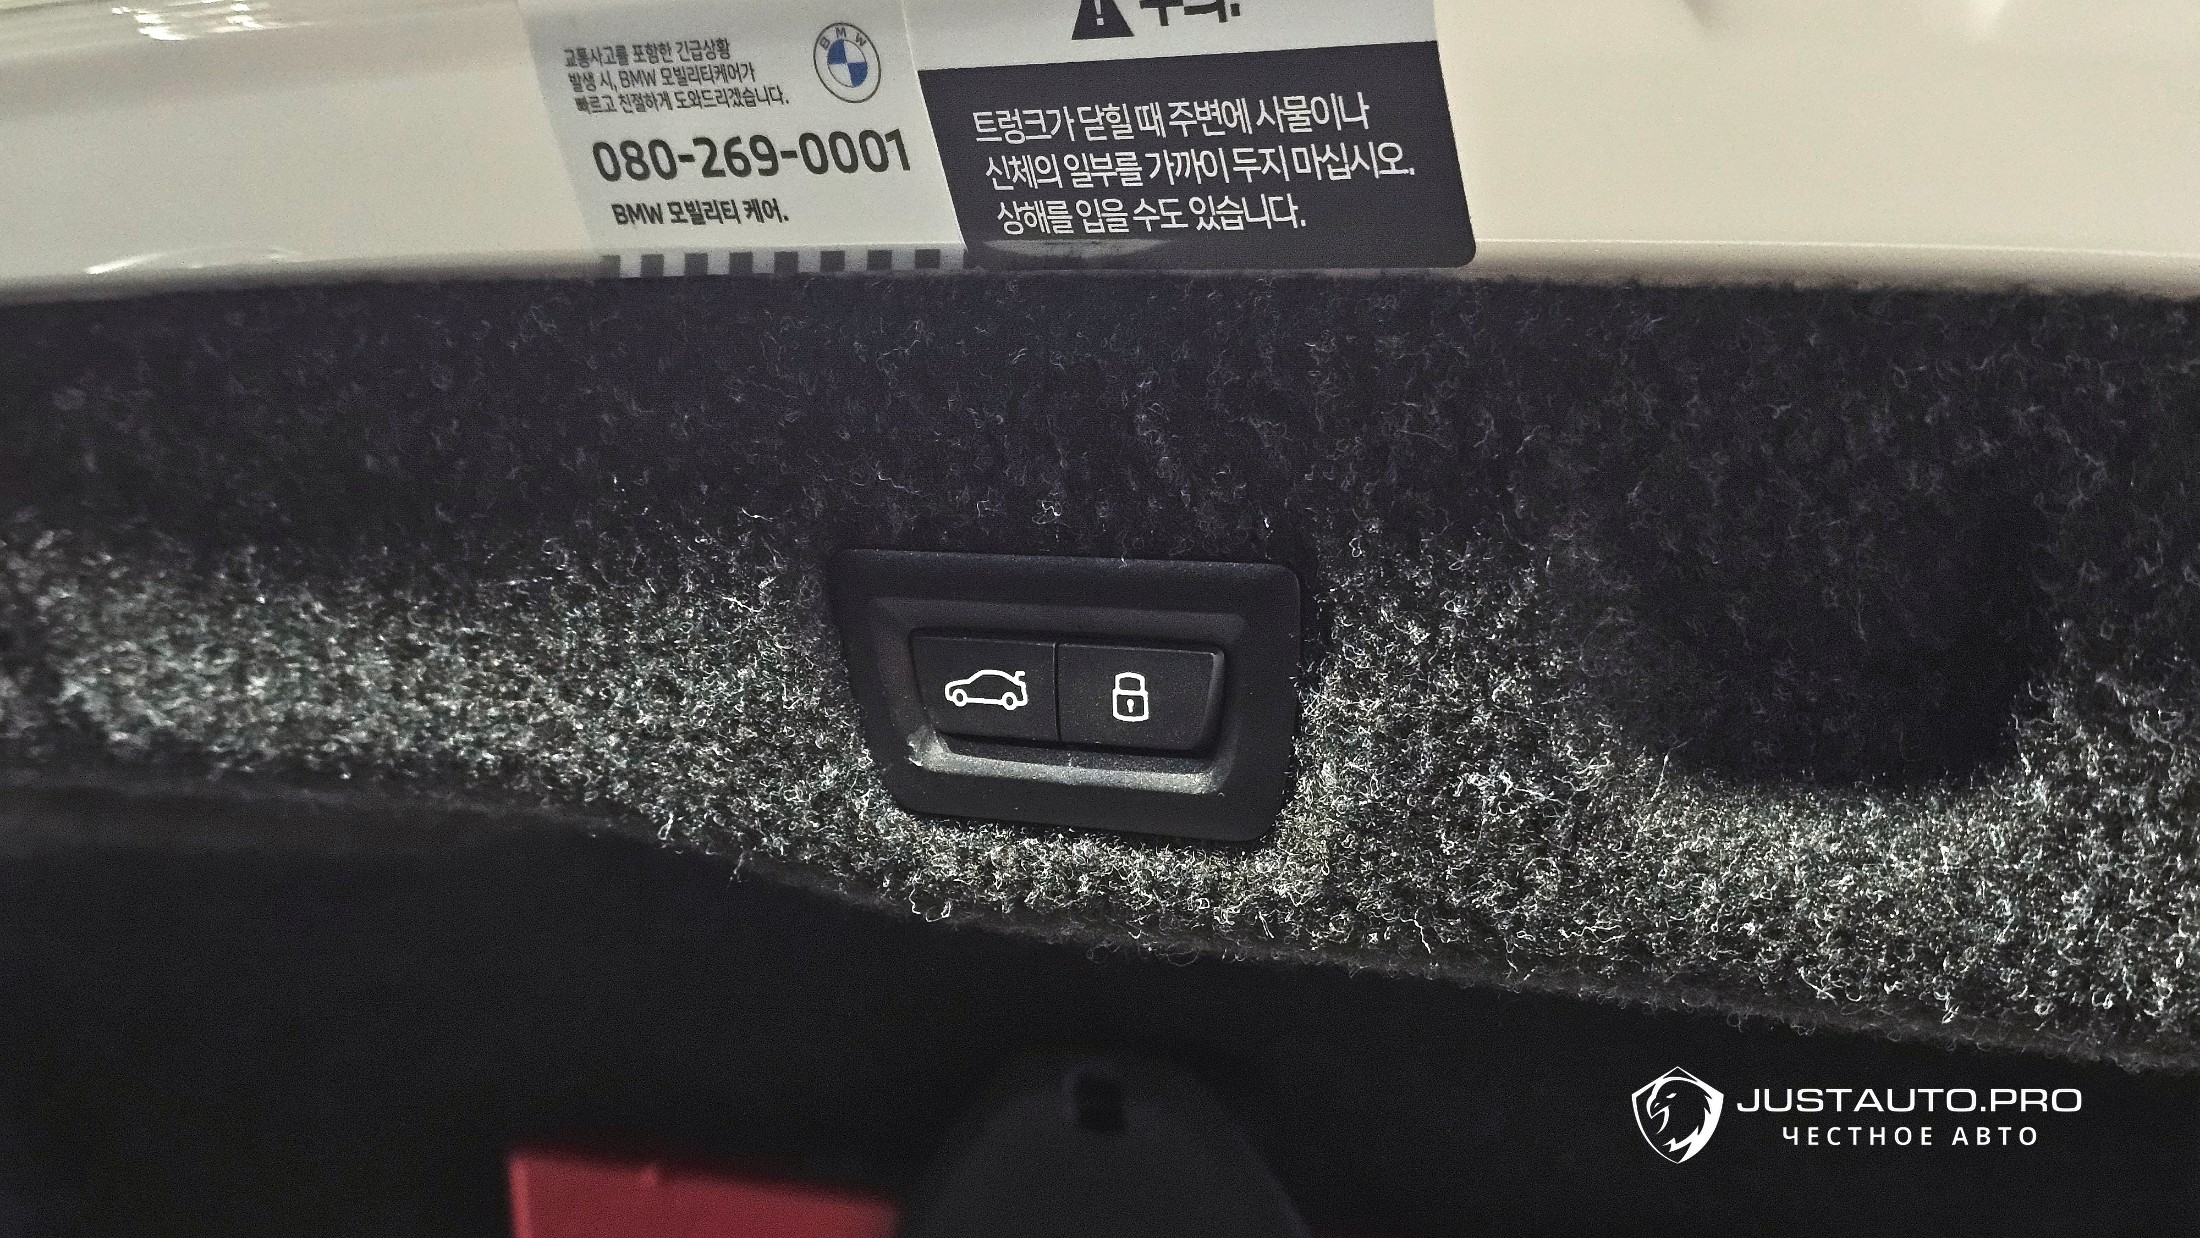 교통사고를 포함한 긴급상황
발생 시, BMW 모빌리티케어가
빠르고 친절하게 도와드리겠습니다.
BMW
080-269-0001
BMW 모빌리티 케어.
트렁크가 닫힐 때 주변에 사물이나
신체의 일부를 가까이 두지 마십시오.
상해를 입을 수도 있습니다.
JUSTAUTO.PRO
ЧЕСТНОЕ АВТО